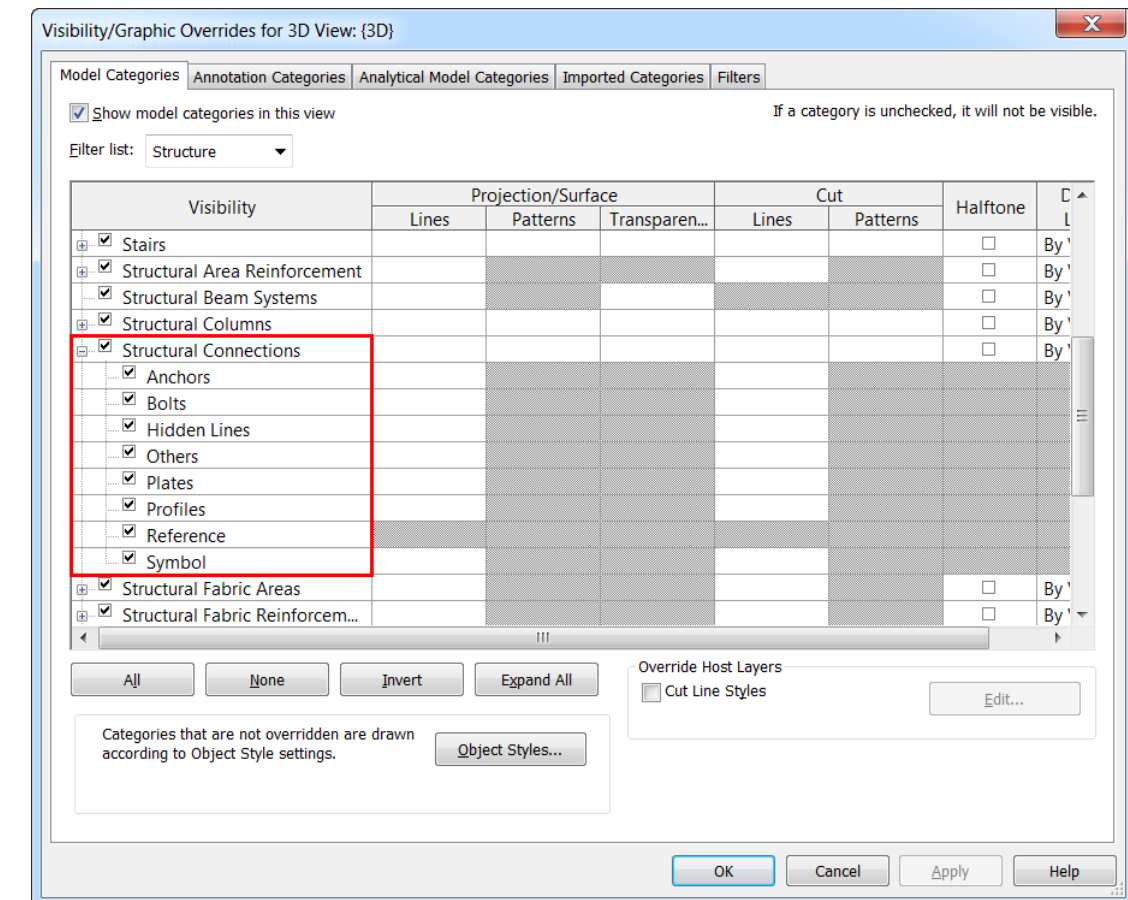 Visibility/Graphic Overrides for 3D View: {3D}
Model Categories Annotation Categories Analytical Model Categories Imported Categories Filters
Show model categories in this view If a category is unchecked, it will not be visible.
Filter list: Structure
Visibility Projection/Surface Cut Halftone D
Lines Patterns Transparen... Lines Patterns L
Stairs By
Structural Area Reinforcement By
Structural Beam Systems By
Structural Columns By
Structural Connections By
Anchors
Bolts
Hidden Lines
Others
Plates
Profiles
Reference
Symbol
Structural Fabric Areas By
Structural Fabric Reinforcem... By
All None Invert Expand All
Override Host Layers
Cut Line Styles
Edit...
Categories that are not overridden are drawn
according to Object Style settings.
Object Styles...
OK Cancel Apply Help